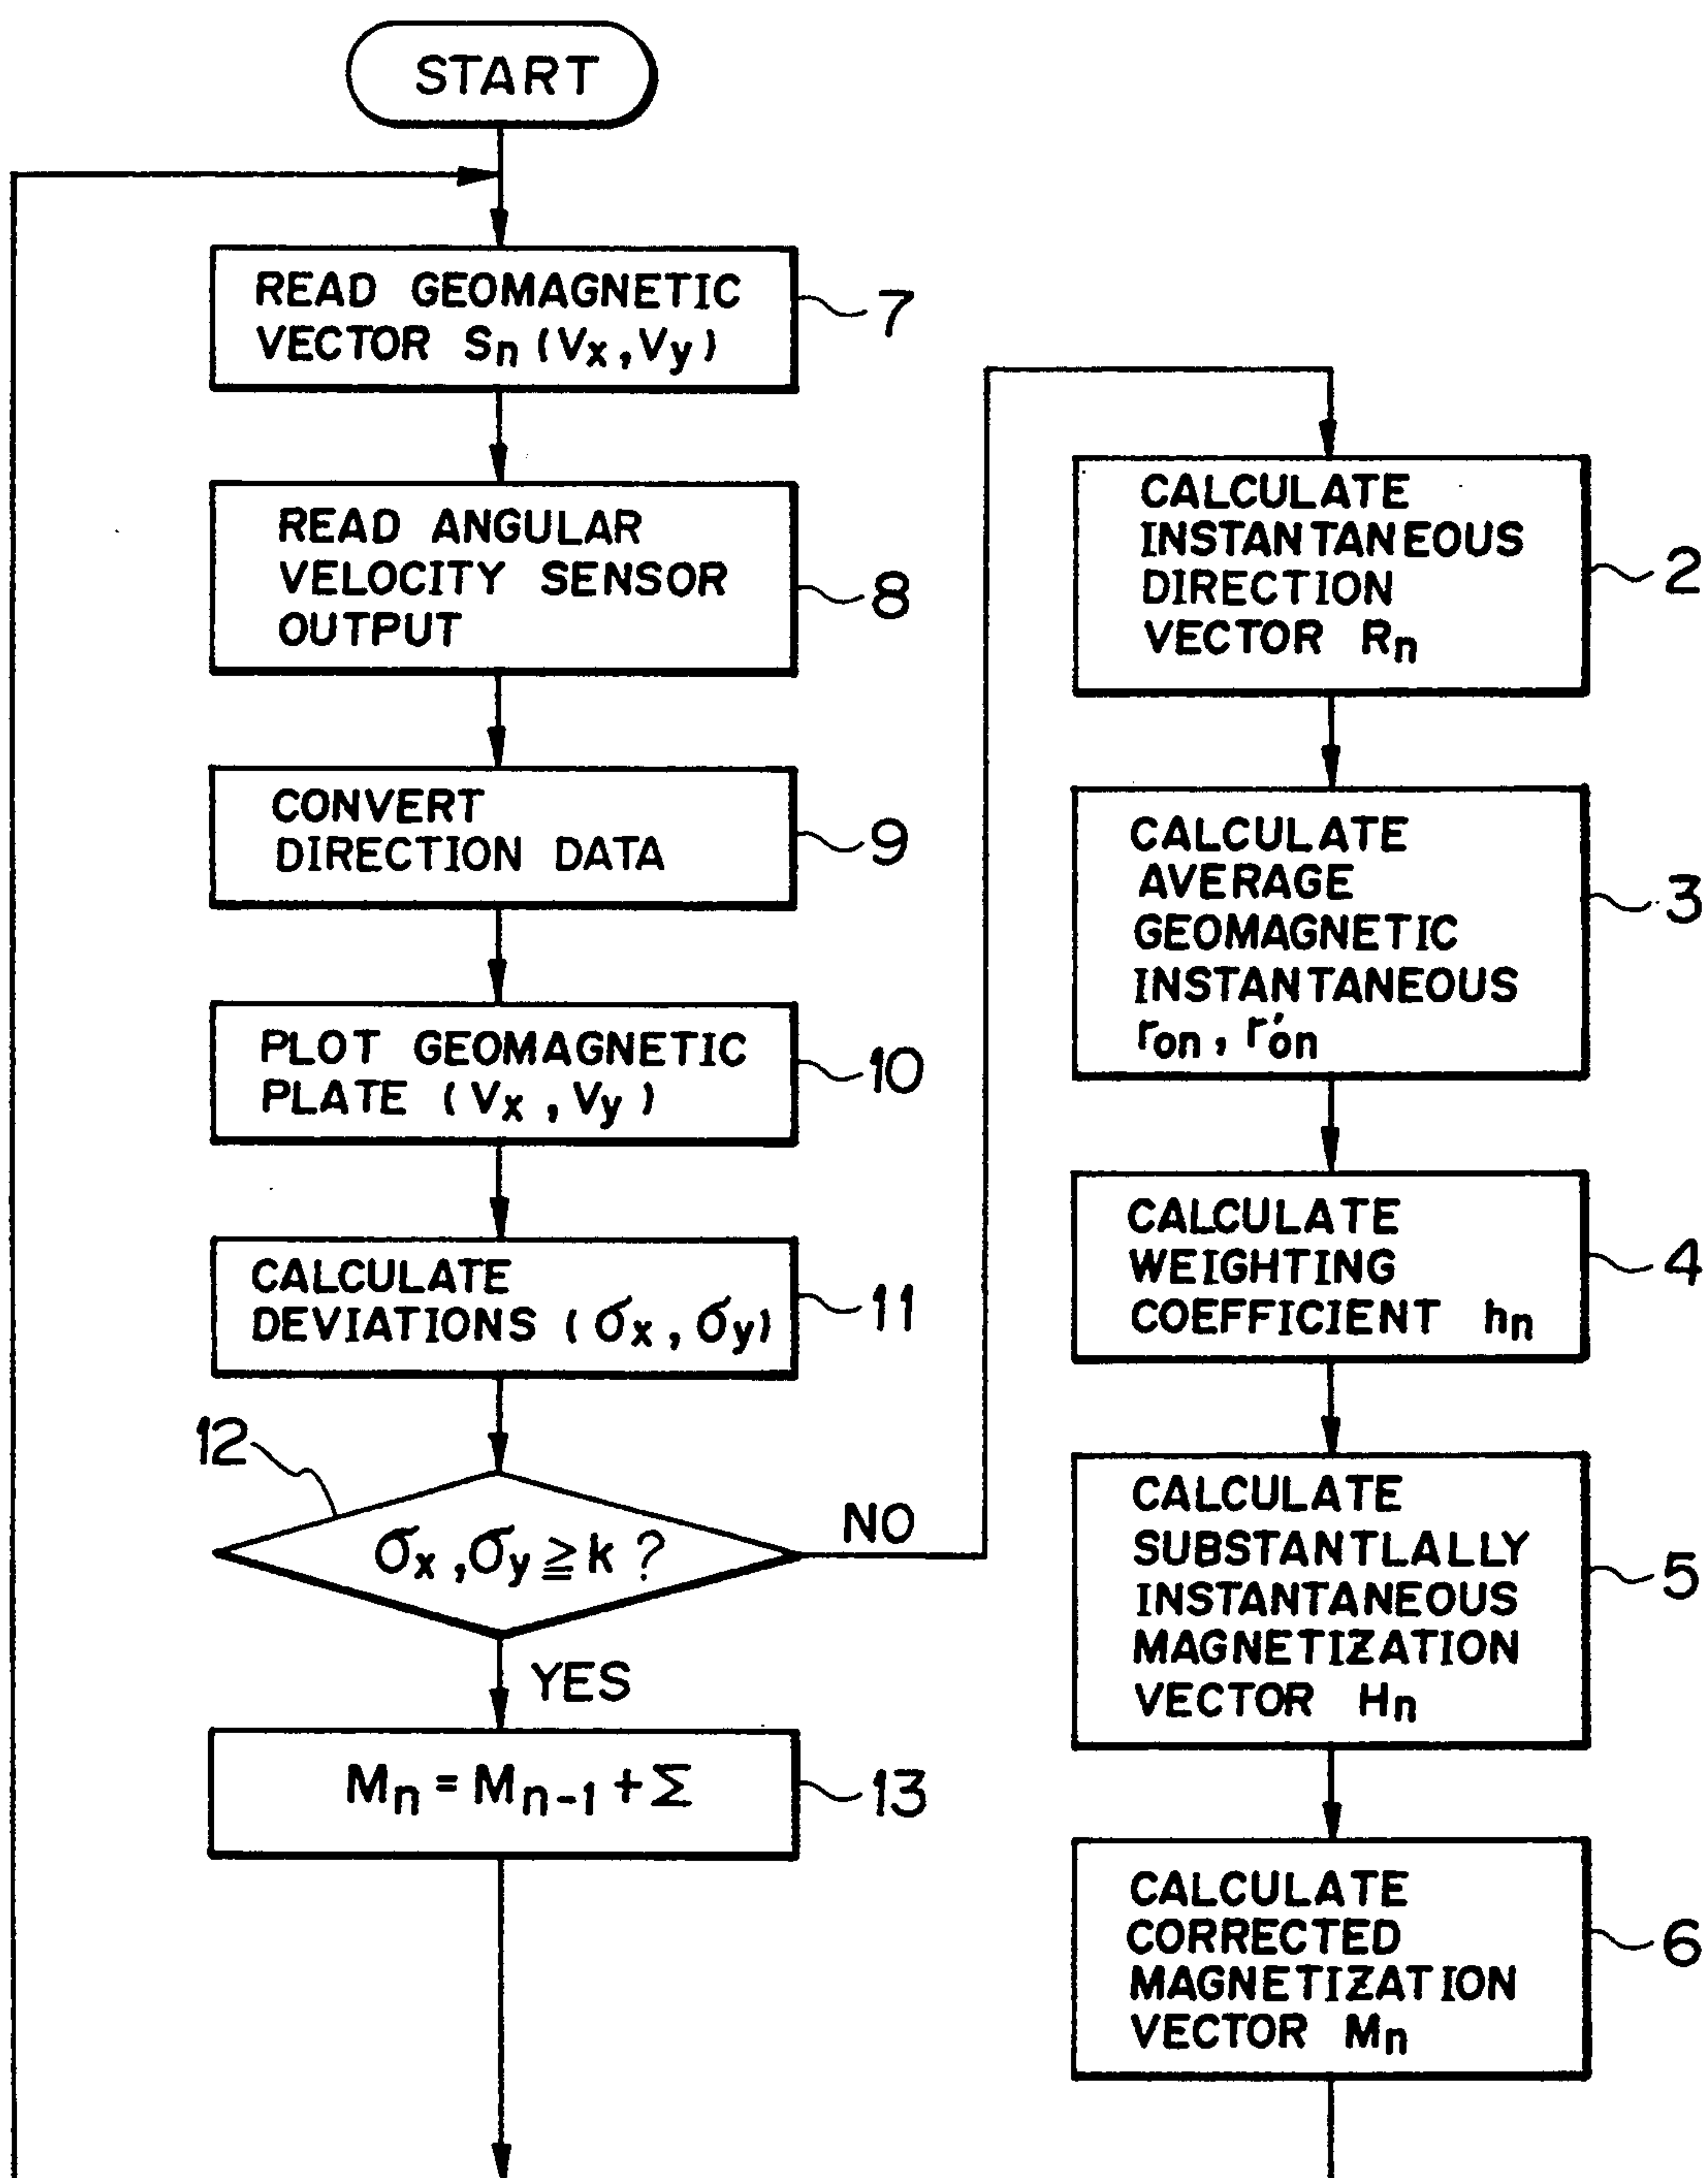 START
READ GEOMAGNETIC
VECTOR Sn (Vx, Vy)
7
READ ANGULAR
VELOCITY SENSOR
OUTPUT
8
CONVERT
DIRECTION DATA
9
PLOT GEOMAGNETIC
PLATE (Vx, Vy)
10
CALCULATE
DEVIATIONS (σx, σy)
11
12
σx, σy ≧ k ?
NO
YES
Mn = Mn-1 + Σ
13
CALCULATE
INSTANTANEOUS
DIRECTION
VECTOR Rn
2
CALCULATE
AVERAGE
GEOMAGNETIC
INSTANTANEOUS
ron, r'on
3
CALCULATE
WEIGHTING
COEFFICIENT hn
4
CALCULATE
SUBSTANTLALLY
INSTANTANEOUS
MAGNETIZATION
VECTOR Hn
5
CALCULATE
CORRECTED
MAGNETIZATION
VECTOR Mn
6